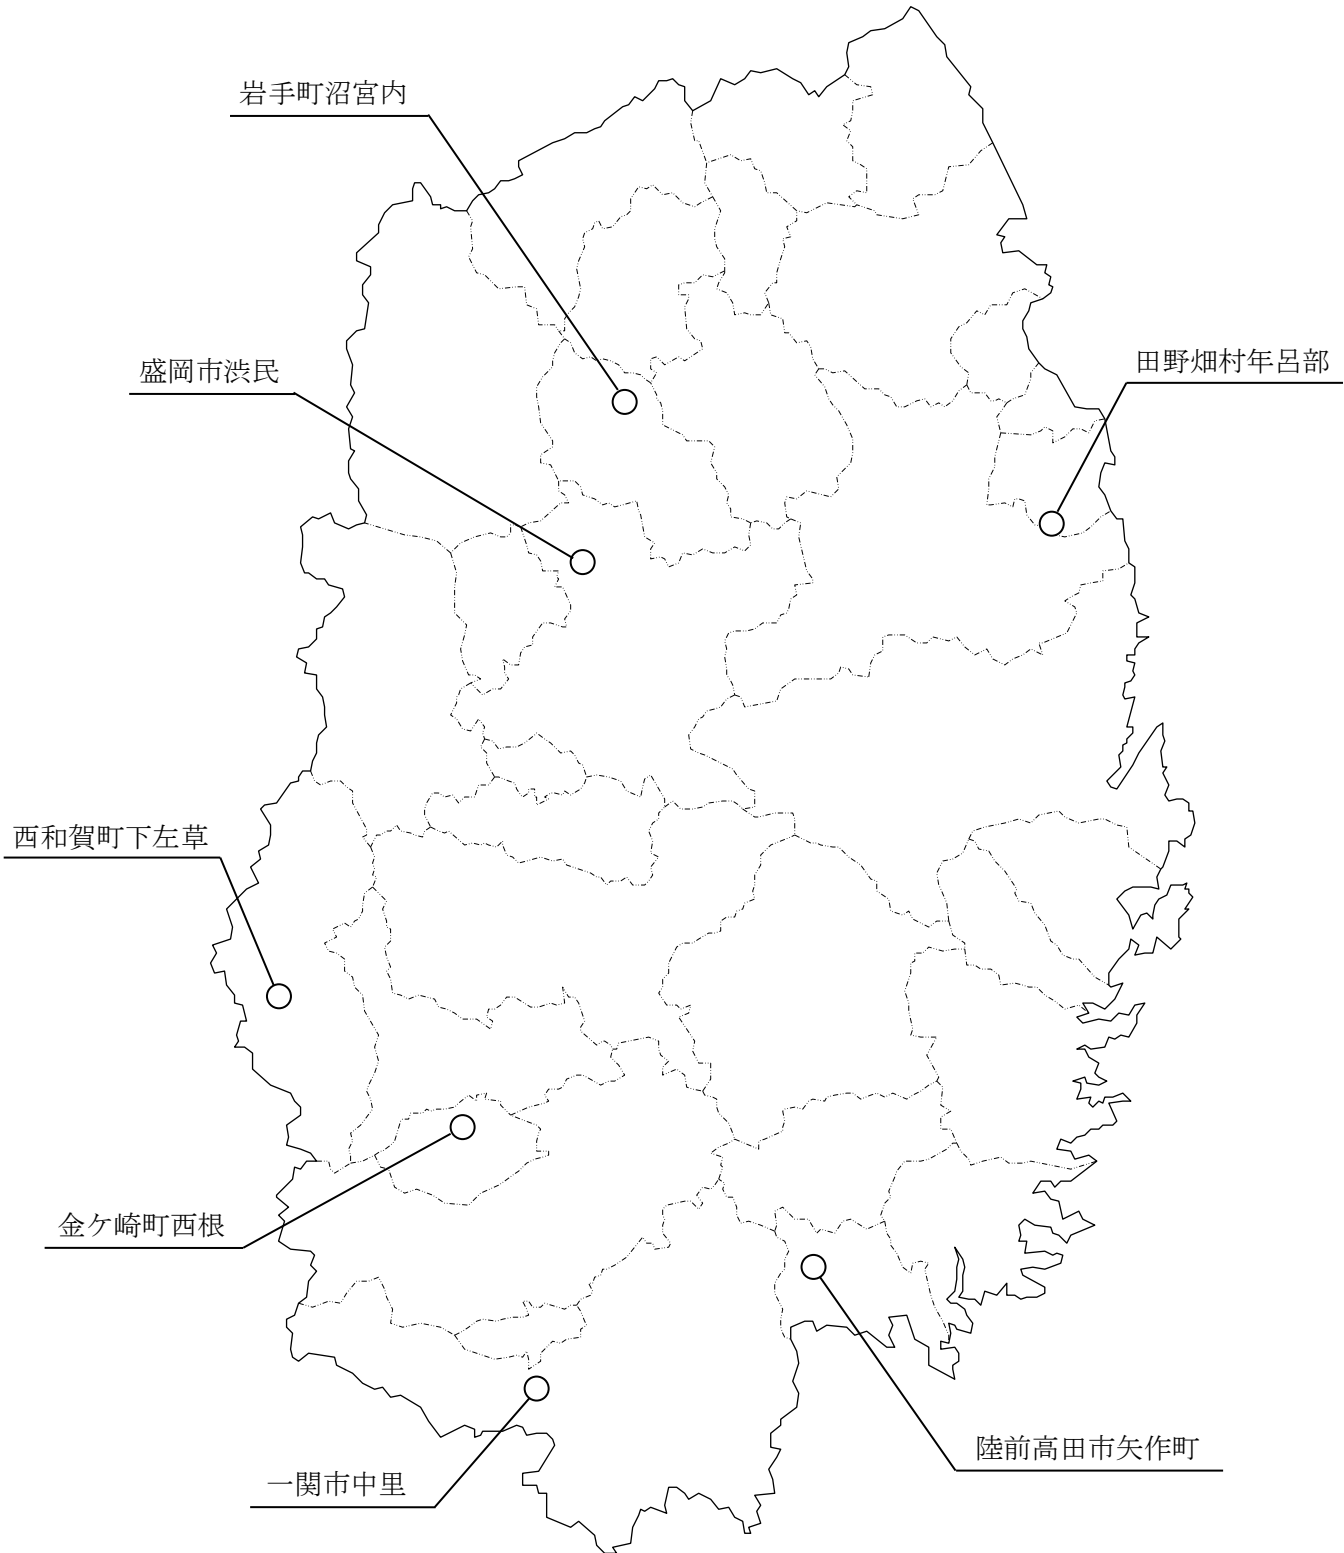 岩手町沼宮内
盛岡市渋民
田野畑村年呂部
西和賀町下左草
金ケ崎町西根
陸前高田市矢作町
一関市中里